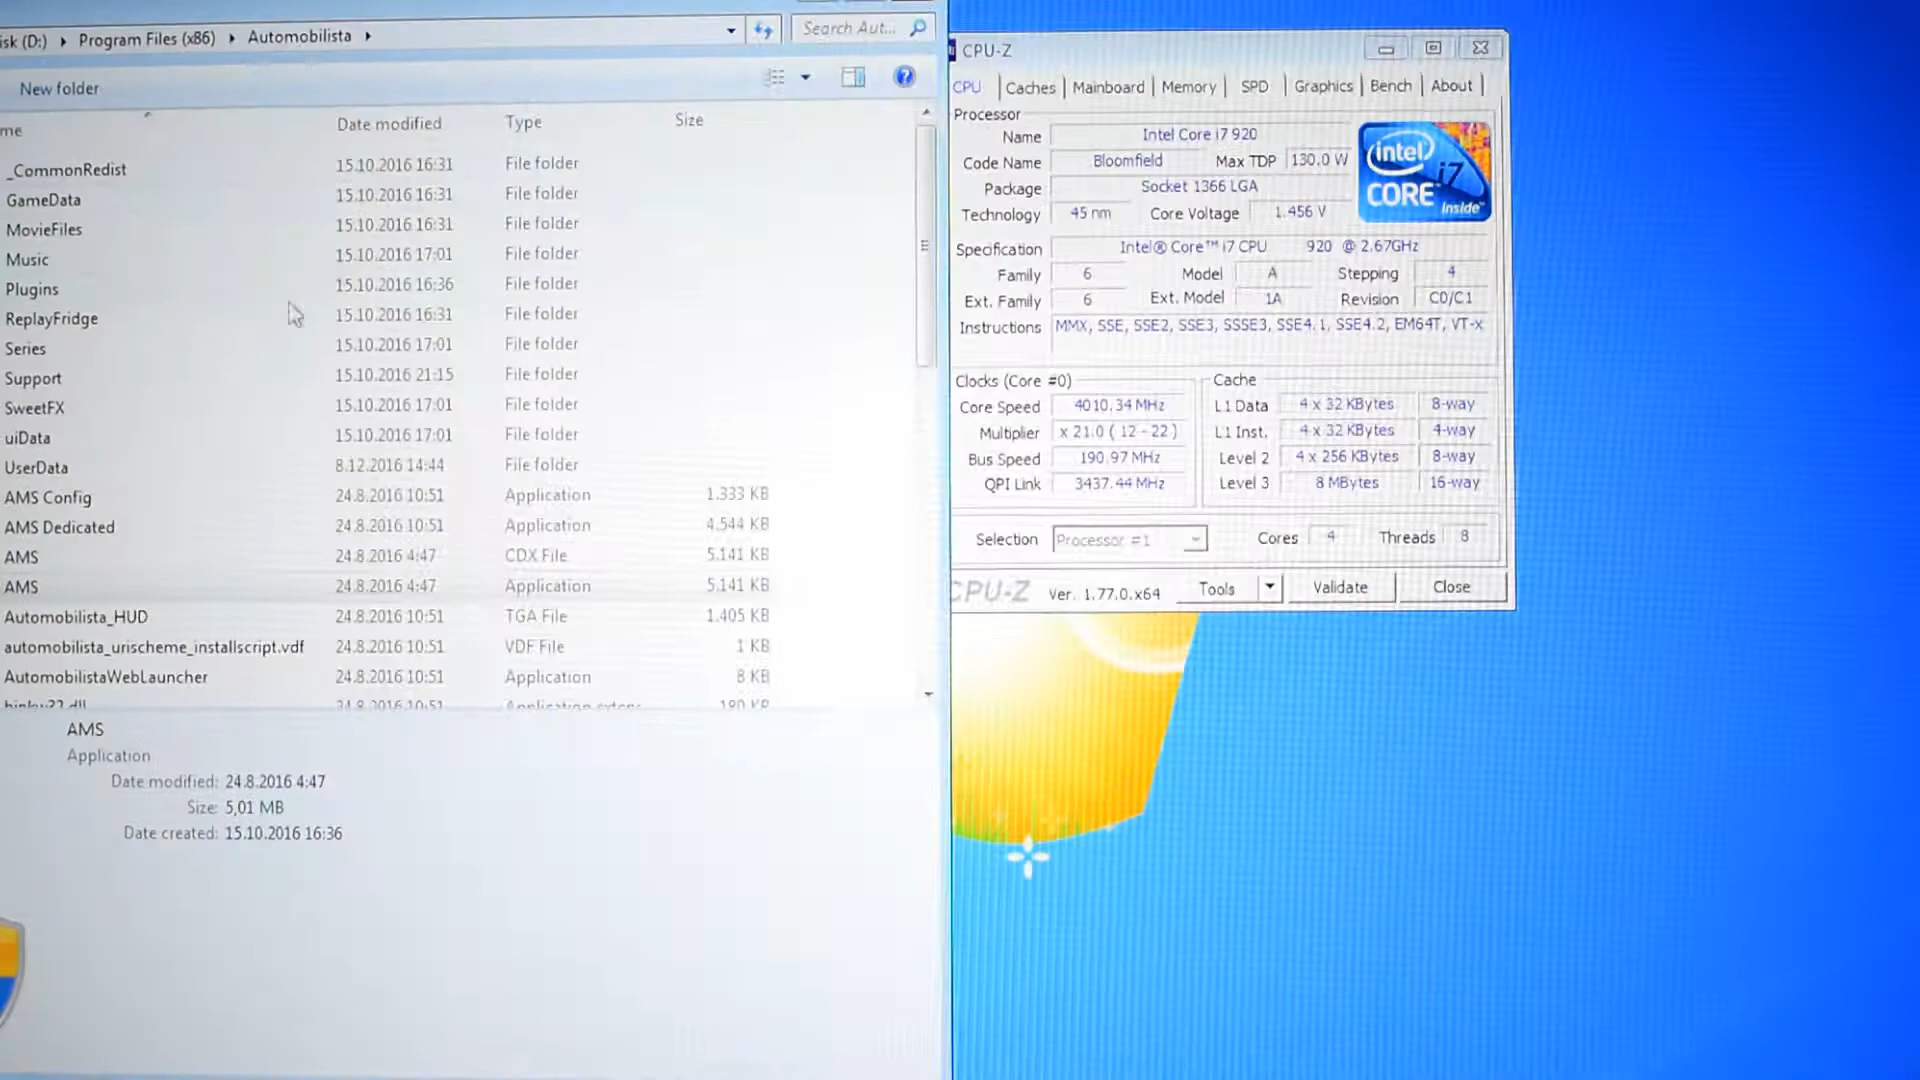 isk (D:) ▸ Program Files (x86) ▸ Automobilista ▸
Search Aut...
New folder
me Date modified Type Size
_CommonRedist 15.10.2016 16:31 File folder
GameData 15.10.2016 16:31 File folder
MovieFiles 15.10.2016 16:31 File folder
Music 15.10.2016 17:01 File folder
Plugins 15.10.2016 16:36 File folder
ReplayFridge 15.10.2016 16:31 File folder
Series 15.10.2016 17:01 File folder
Support 15.10.2016 21:15 File folder
SweetFX 15.10.2016 17:01 File folder
uiData 15.10.2016 17:01 File folder
UserData 8.12.2016 14:44 File folder
AMS Config 24.8.2016 10:51 Application 1.333 KB
AMS Dedicated 24.8.2016 10:51 Application 4.544 KB
AMS 24.8.2016 4:47 CDX File 5.141 KB
AMS 24.8.2016 4:47 Application 5.141 KB
Automobilista_HUD 24.8.2016 10:51 TGA File 1.405 KB
automobilista_urischeme_installscript.vdf 24.8.2016 10:51 VDF File 1 KB
AutomobilistaWebLauncher 24.8.2016 10:51 Application 8 KB
24.8.2016 10:51 190 KB
AMS
Application
Date modified: 24.8.2016 4:47
Size: 5,01 MB
Date created: 15.10.2016 16:36
CPU-Z
CPU Caches Mainboard Memory SPD Graphics Bench About
Processor
Name Intel Core i7 920
Code Name Bloomfield Max TDP 130.0 W
Package Socket 1366 LGA
Technology 45 nm Core Voltage 1.456 V
intel CORE i7 inside™
Specification Intel® Core™ i7 CPU 920 @ 2.67GHz
Family 6 Model A Stepping 4
Ext. Family 6 Ext. Model 1A Revision C0/C1
Instructions MMX, SSE, SSE2, SSE3, SSSE3, SSE4.1, SSE4.2, EM64T, VT-x
Clocks (Core #0)
Core Speed 4010.34 MHz
Multiplier x 21.0 ( 12 - 22 )
Bus Speed 190.97 MHz
QPI Link 3437.44 MHz
Cache
L1 Data 4 x 32 KBytes 8-way
L1 Inst. 4 x 32 KBytes 4-way
Level 2 4 x 256 KBytes 8-way
Level 3 8 MBytes 16-way
Selection Processor #1 Cores 4 Threads 8
CPU-Z Ver. 1.77.0.x64 Tools Validate Close